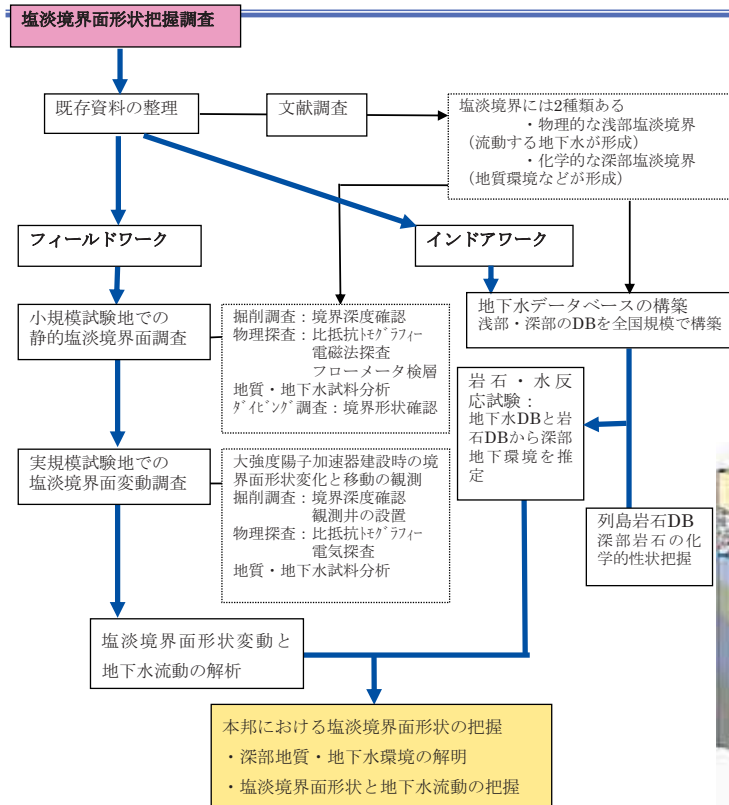 塩淡境界面形状把握調査
既存資料の整理
文献調査
塩淡境界には2種類ある
・物理的な浅部塩淡境界
(流動する地下水が形成)
・化学的な深部塩淡境界
(地質環境などが形成)
フィールドワーク
インドアワーク
小規模試験地での
静的塩淡境界面調査
掘削調査：境界深度確認
物理探査：比抵抗ﾄﾓｸﾞﾗﾌィー
電磁法探査
フローメータ検層
地質・地下水試料分析
ﾀﾞｲﾋﾞﾝｸﾞ調査：境界形状確認
地下水データベースの構築
浅部・深部のDBを全国規模で構築
岩石・水反
応試験：
地下水DBと岩
石DBから深部
地下環境を推
定
実規模試験地での
塩淡境界面変動調査
大強度陽子加速器建設時の境
界面形状変化と移動の観測
掘削調査：境界深度確認
観測井の設置
物理探査：比抵抗ﾄﾓｸﾞﾗﾌィー
電気探査
地質・地下水試料分析
列島岩石DB
深部岩石の化
学的性状把握
塩淡境界面形状変動と
地下水流動の解析
本邦における塩淡境界面形状の把握
・深部地質・地下水環境の解明
・塩淡境界面形状と地下水流動の把握